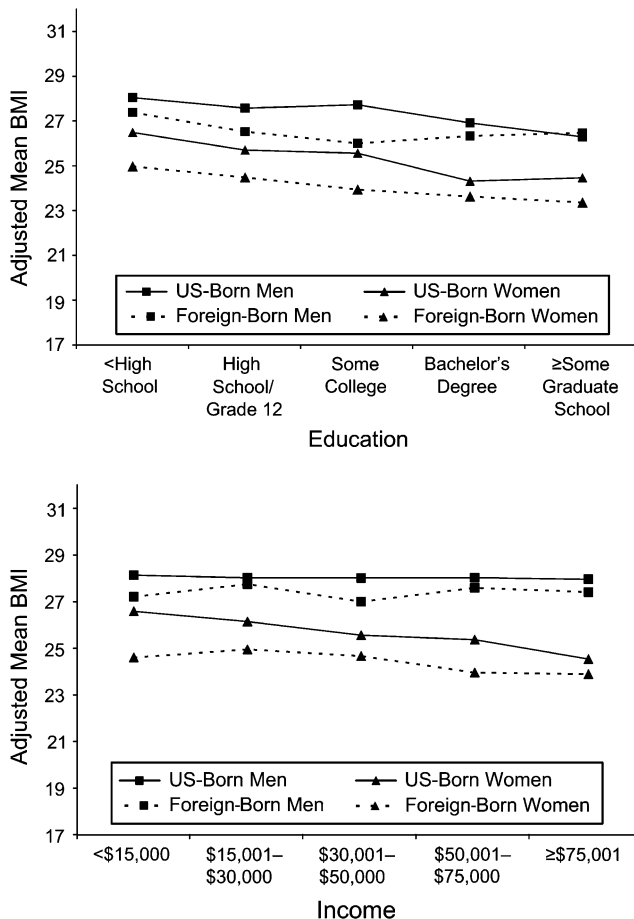 31
29
27
25
23
21
19
17
Adjusted Mean BMI
US-Born Men
US-Born Women
Foreign-Born Men
Foreign-Born Women
<High
School
High
School/
Grade 12
Some
College
Bachelor's
Degree
≥Some
Graduate
School
Education
31
29
27
25
23
21
19
17
Adjusted Mean BMI
US-Born Men
US-Born Women
Foreign-Born Men
Foreign-Born Women
<$15,000
$15,001–
$30,000
$30,001–
$50,000
$50,001–
$75,000
≥$75,001
Income